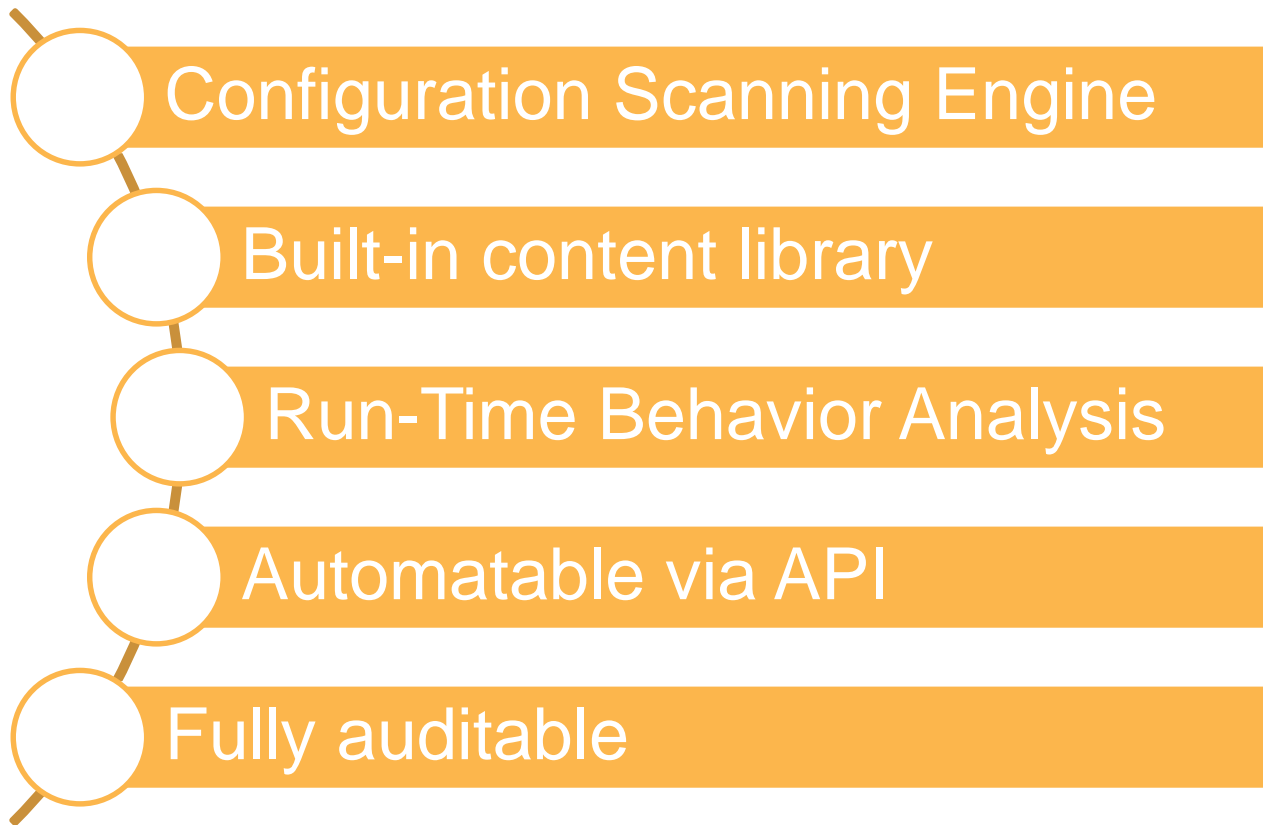 Configuration Scanning Engine
Built-in content library
Run-Time Behavior Analysis
Automatable via API
Fully auditable